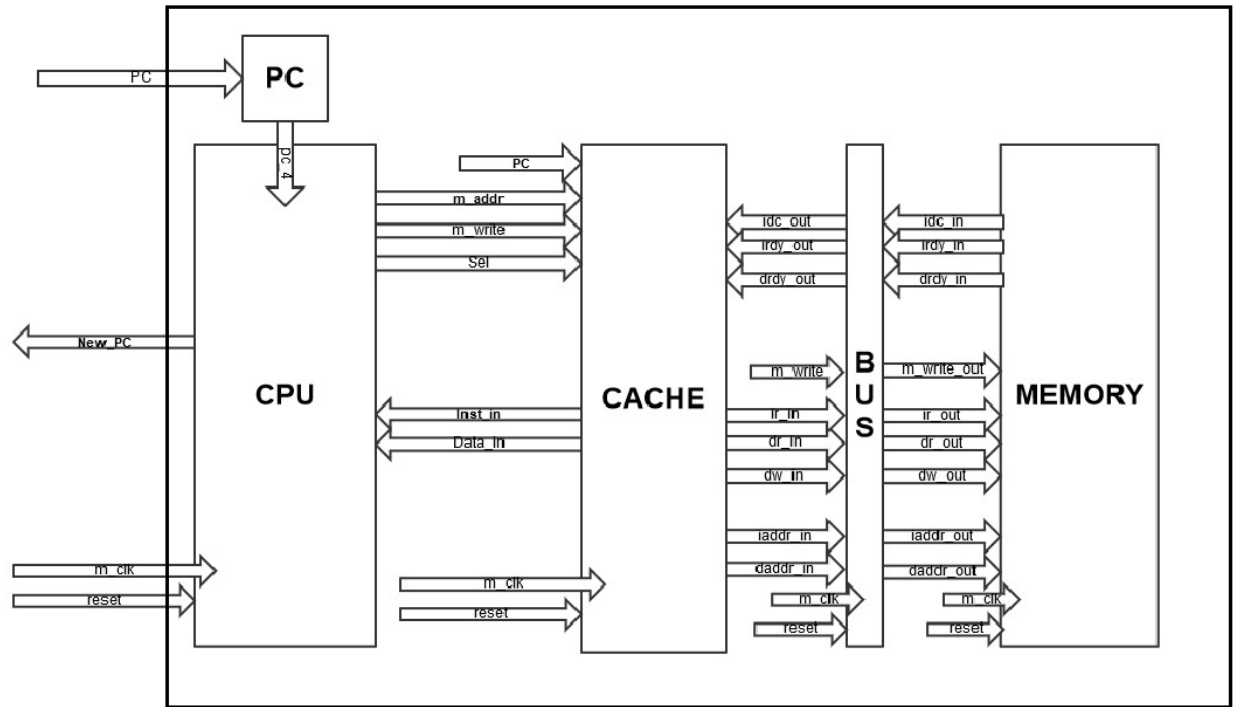 PC
PC
pc_4
PC
m_addr
m_write
Sel
idc_out
idc_in
irdy_out
irdy_in
drdy_out
drdy_in
New_PC
CPU
CACHE
BUS
MEMORY
m_write
m_write_out
Inst_in
Data_in
ir_in
ir_out
dr_in
dr_out
dw_in
dw_out
iaddr_in
iaddr_out
daddr_in
daddr_out
m_clk
m_clk
m_clk
m_clk
reset
reset
reset
reset